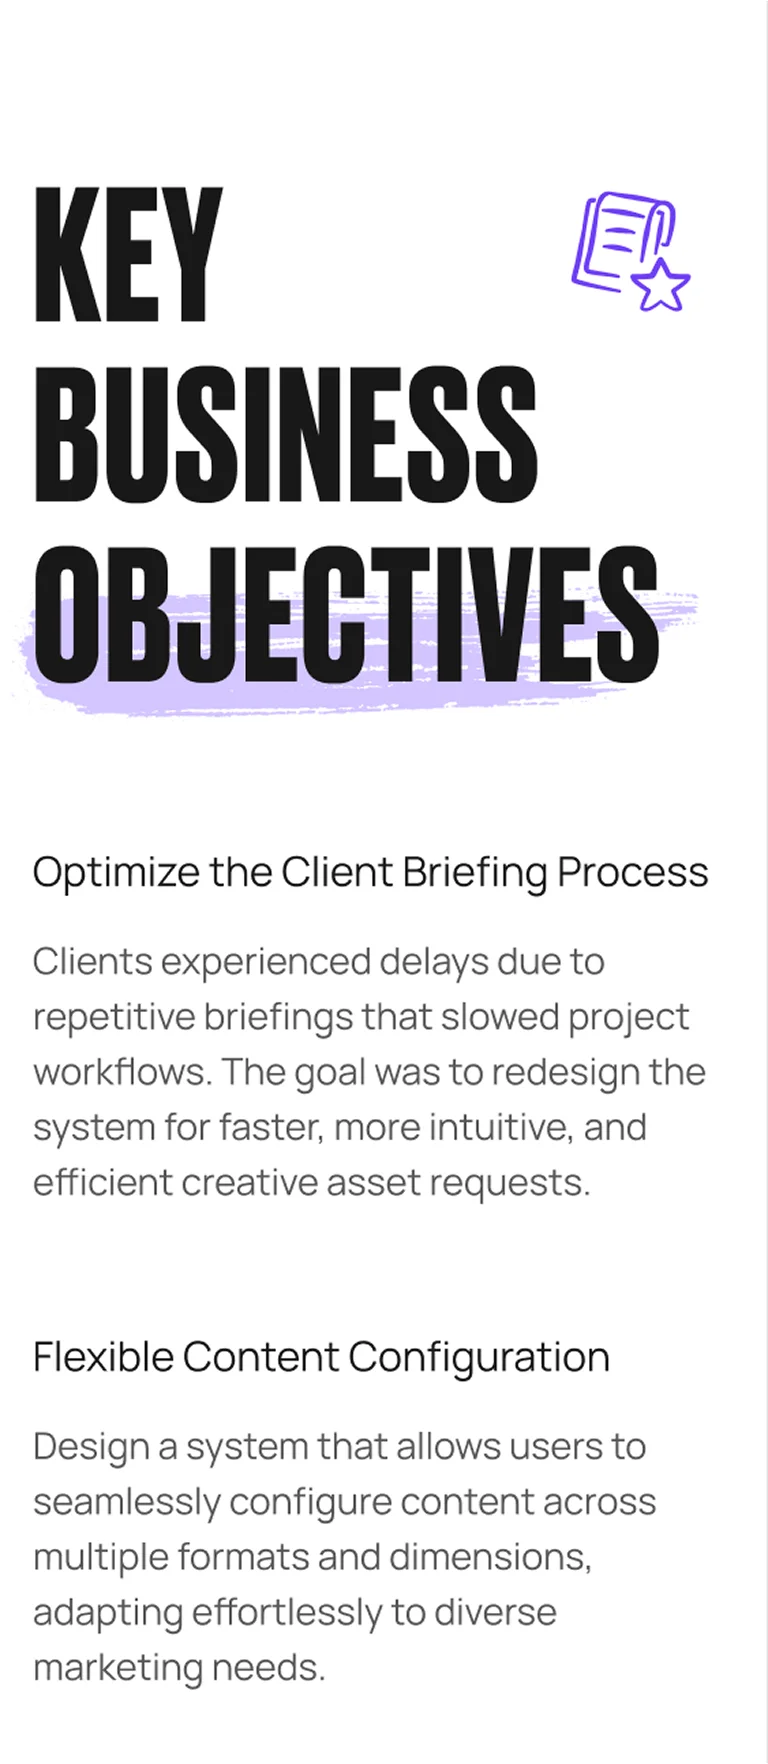 KEY
BUSINESS
OBJECTIVES
Optimize the Client Briefing Process
Clients experienced delays due to
repetitive briefings that slowed project
workflows. The goal was to redesign the
system for faster, more intuitive, and
efficient creative asset requests.
Flexible Content Configuration
Design a system that allows users to
seamlessly configure content across
multiple formats and dimensions,
adapting effortlessly to diverse
marketing needs.